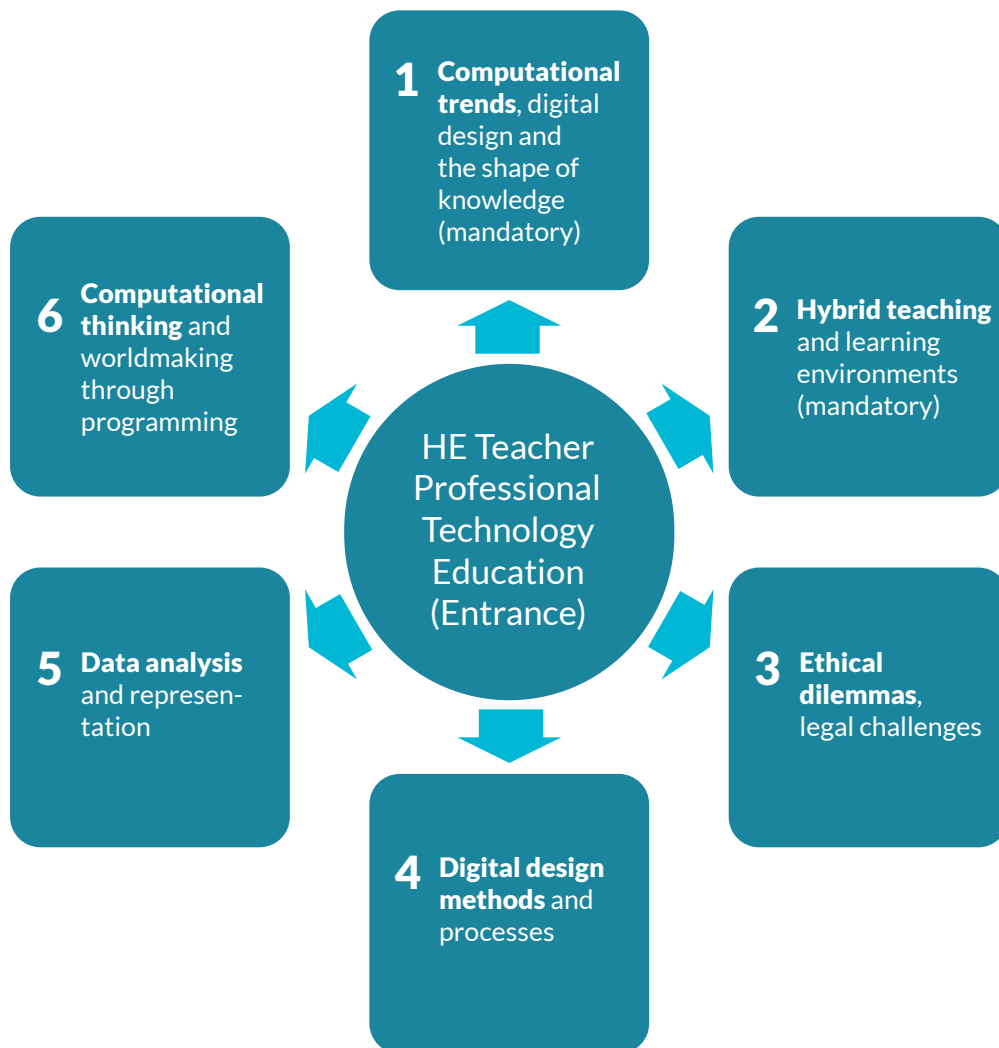 1
Computational
trends, digital
design and
the shape of
knowledge
(mandatory)
2
Hybrid teaching
and learning
environments
(mandatory)
3
Ethical
dilemmas,
legal challenges
4
Digital design
methods and
processes
5
Data analysis
and represen-
tation
6
Computational
thinking and
worldmaking
through
programming
HE Teacher
Professional
Technology
Education
(Entrance)